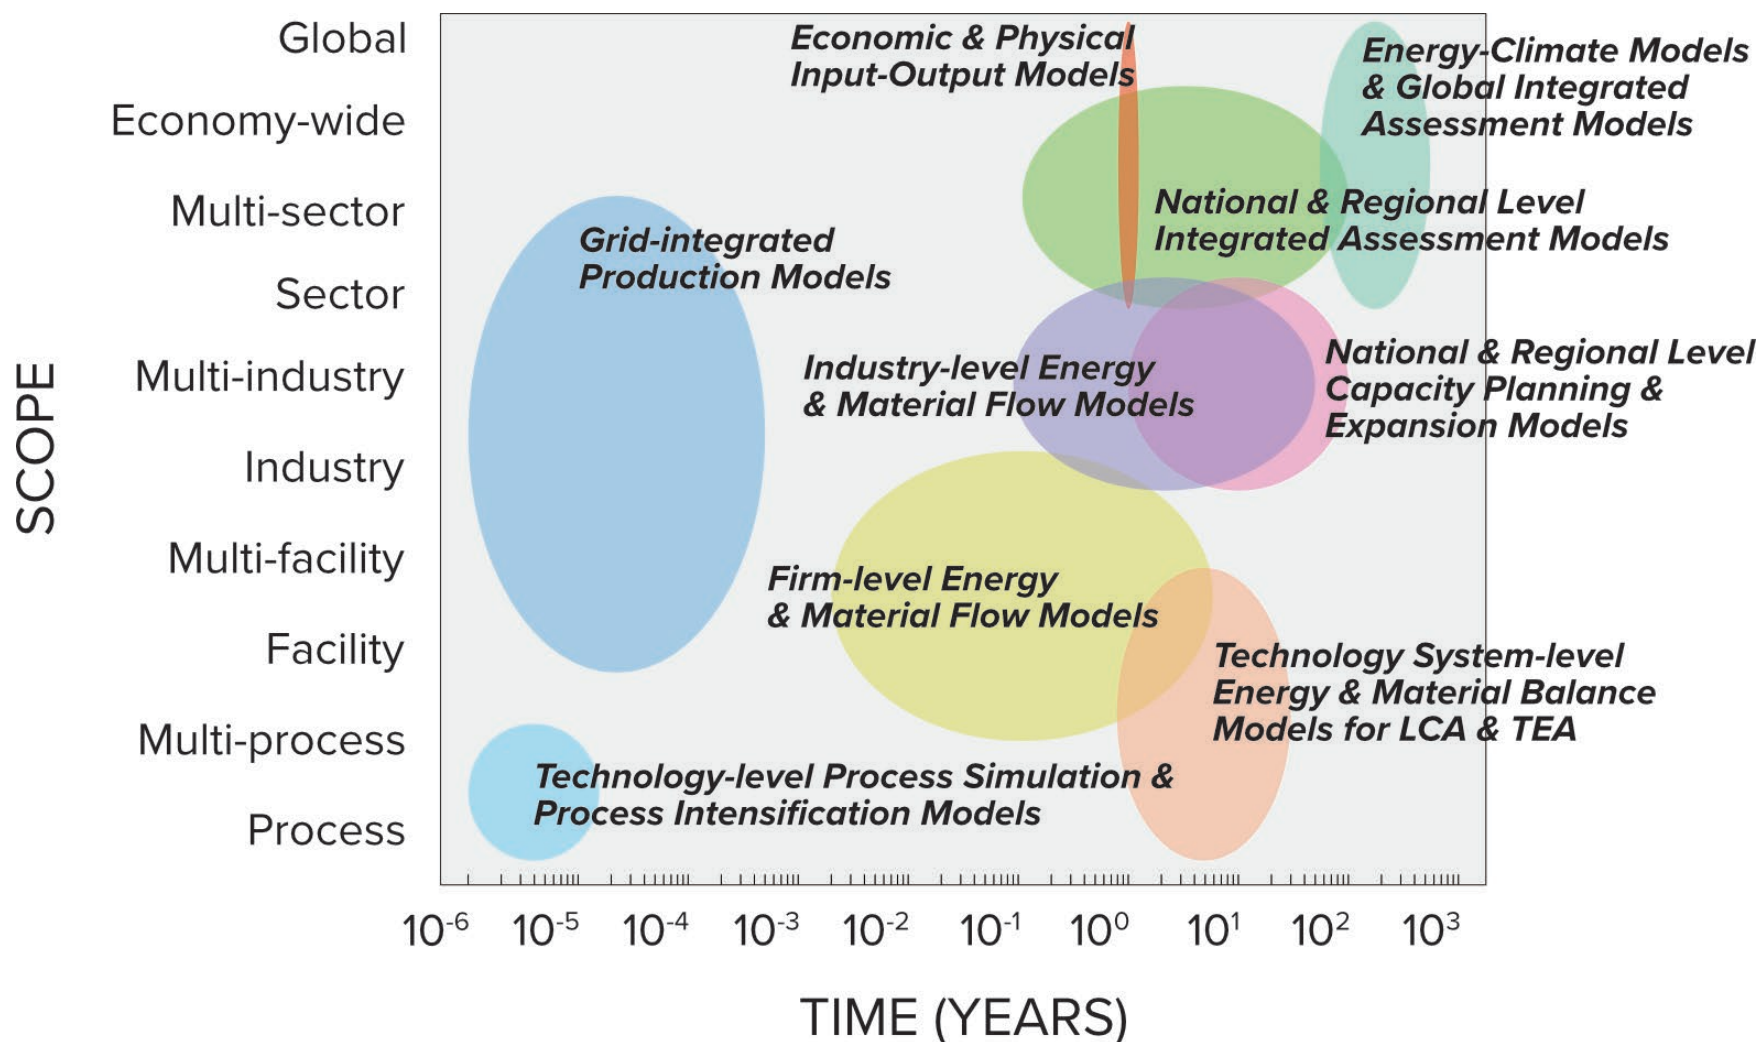 SCOPE
Global
Economy-wide
Multi-sector
Sector
Multi-industry
Industry
Multi-facility
Facility
Multi-process
Process
Economic & Physical
Input-Output Models
Energy-Climate Models
& Global Integrated
Assessment Models
Grid-integrated
Production Models
National & Regional Level
Integrated Assessment Models
Industry-level Energy
& Material Flow Models
National & Regional Level
Capacity Planning &
Expansion Models
Firm-level Energy
& Material Flow Models
Technology System-level
Energy & Material Balance
Models for LCA & TEA
Technology-level Process Simulation &
Process Intensification Models
10⁻⁶ 10⁻⁵ 10⁻⁴ 10⁻³ 10⁻² 10⁻¹ 10⁰ 10¹ 10² 10³
TIME (YEARS)